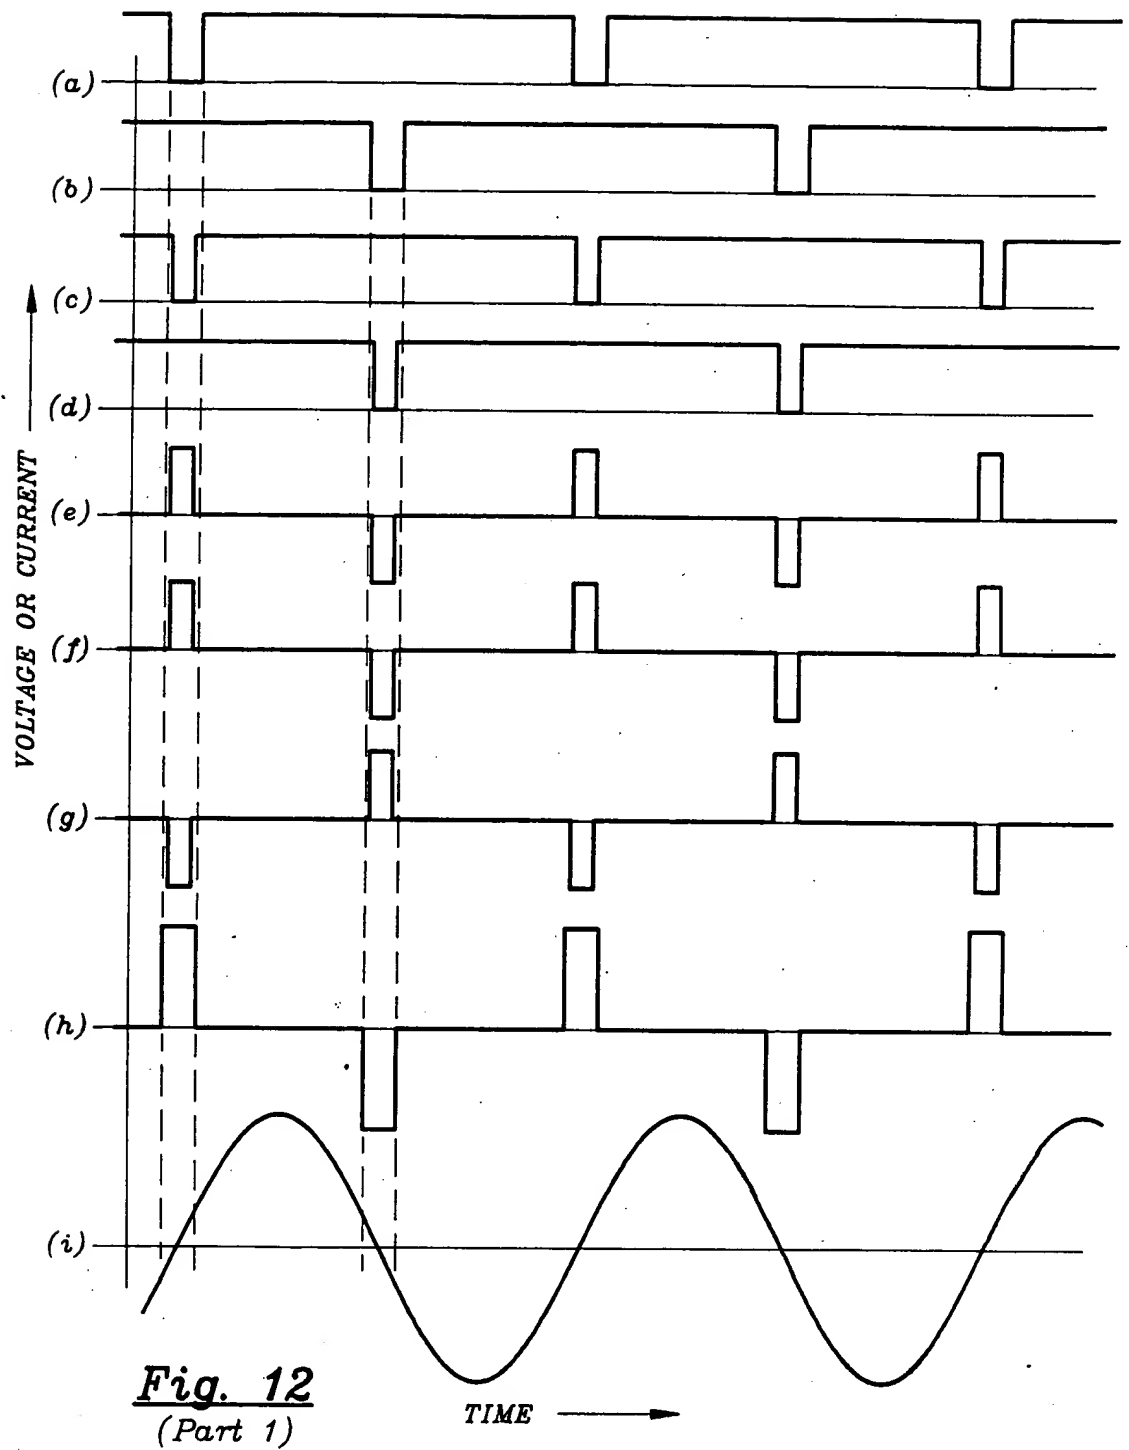 (a)
(b)
(c)
(d)
(e)
(f)
(g)
(h)
(i)
VOLTAGE OR CURRENT
TIME
Fig. 12
(Part 1)